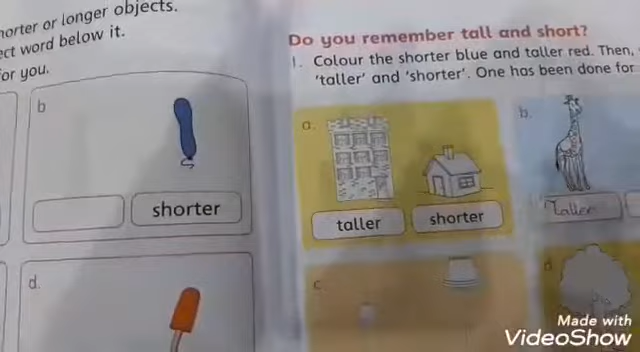 horter or longer objects.
ect word below it.
for you.
b
shorter
d.
Do you remember tall and short?
1. Colour the shorter blue and taller red. Then,
'taller' and 'shorter'. One has been done for
a.
taller
shorter
b.
Taller
c.
d
Made with
VideoShow